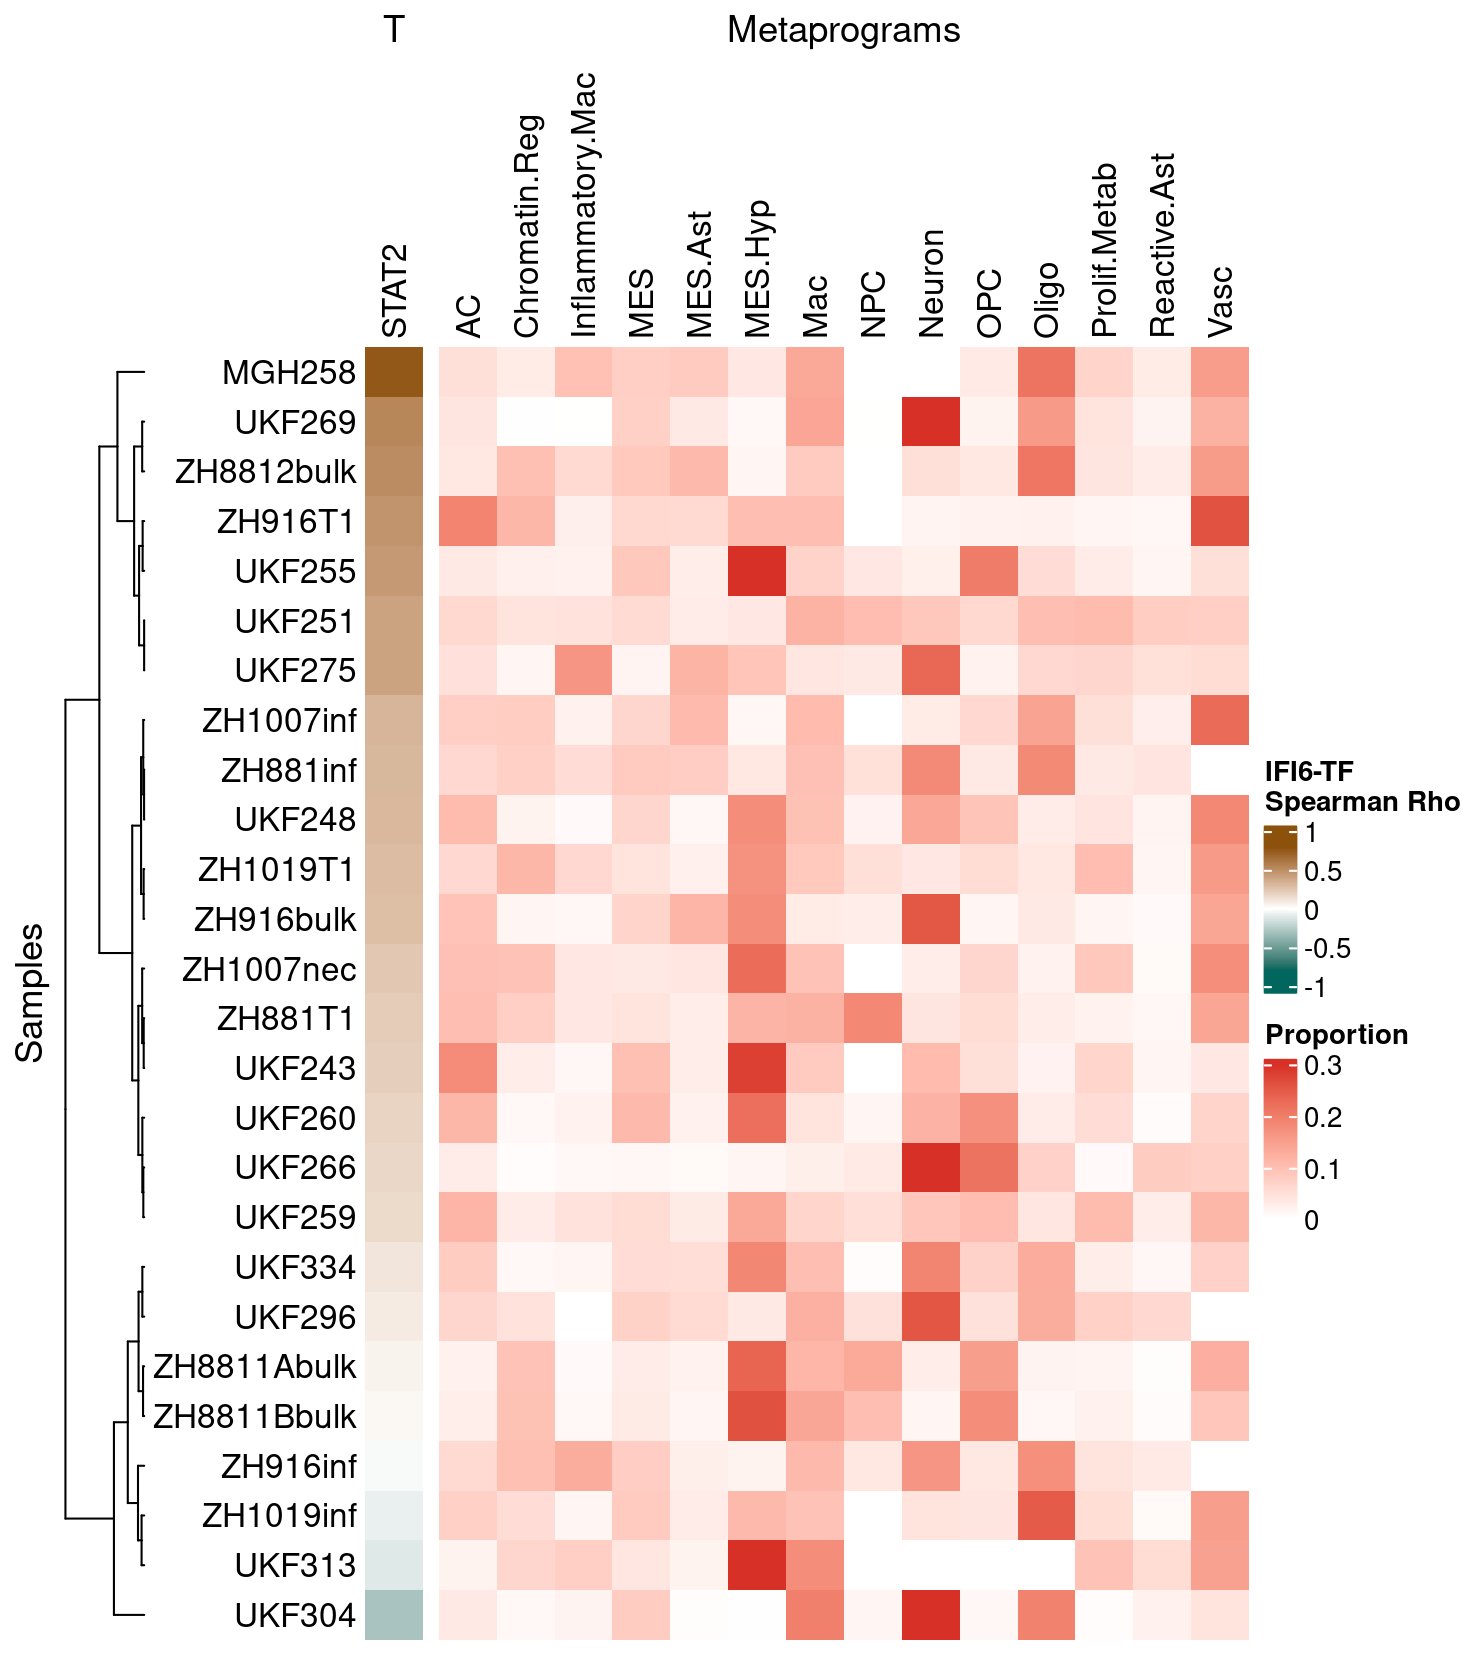 T
Metaprograms
STAT2
AC
Chromatin.Reg
Inflammatory.Mac
MES
MES.Ast
MES.Hyp
Mac
NPC
Neuron
OPC
Oligo
Prolif.Metab
Reactive.Ast
Vasc
Samples
MGH258
UKF269
ZH8812bulk
ZH916T1
UKF255
UKF251
UKF275
ZH1007inf
ZH881inf
UKF248
ZH1019T1
ZH916bulk
ZH1007nec
ZH881T1
UKF243
UKF260
UKF266
UKF259
UKF334
UKF296
ZH8811Abulk
ZH8811Bbulk
ZH916inf
ZH1019inf
UKF313
UKF304
IFI6-TF
Spearman Rho
1
0.5
0
-0.5
-1
Proportion
0.3
0.2
0.1
0